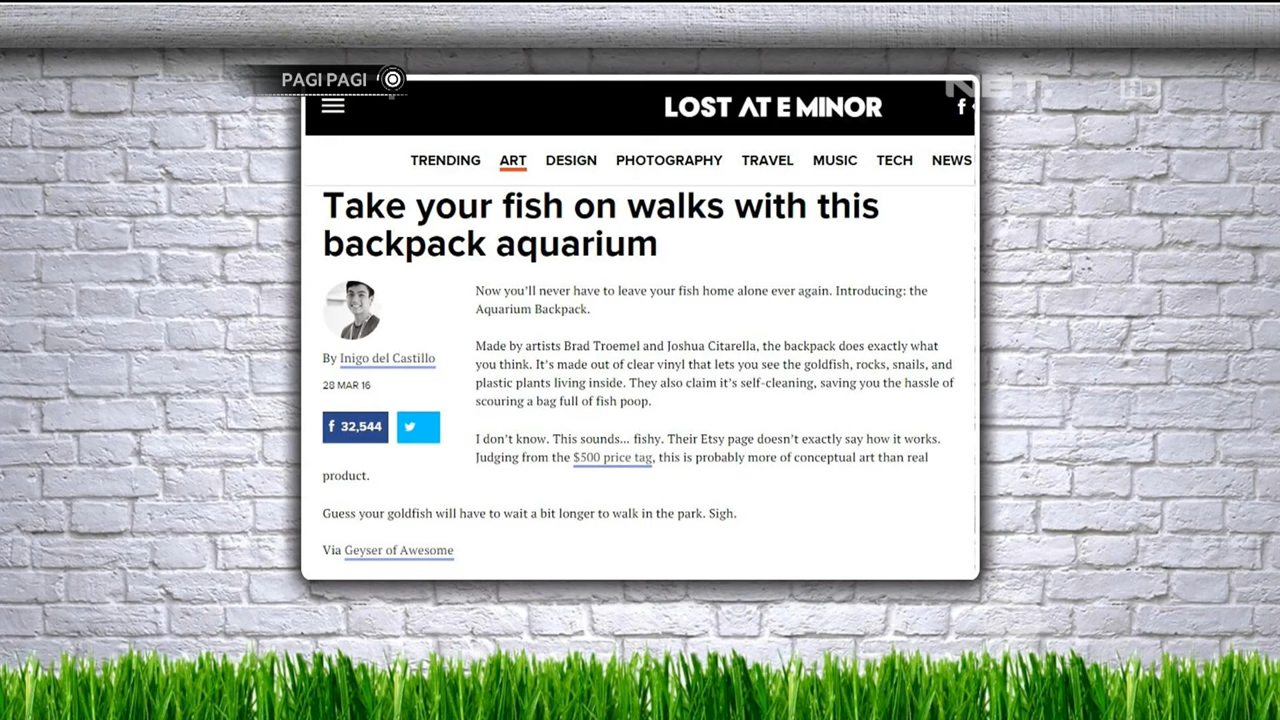 PAGI PAGI
NET
HD
LOST AT E MINOR
f
TRENDING ART DESIGN PHOTOGRAPHY TRAVEL MUSIC TECH NEWS
Take your fish on walks with this
backpack aquarium
By Inigo del Castillo
28 MAR 16
f 32,544
Now you’ll never have to leave your fish home alone ever again. Introducing: the
Aquarium Backpack.
Made by artists Brad Troemel and Joshua Citarella, the backpack does exactly what
you think. It’s made out of clear vinyl that lets you see the goldfish, rocks, snails, and
plastic plants living inside. They also claim it’s self-cleaning, saving you the hassle of
scouring a bag full of fish poop.
I don’t know. This sounds... fishy. Their Etsy page doesn’t exactly say how it works.
Judging from the $500 price tag, this is probably more of conceptual art than real
product.
Guess your goldfish will have to wait a bit longer to walk in the park. Sigh.
Via Geyser of Awesome